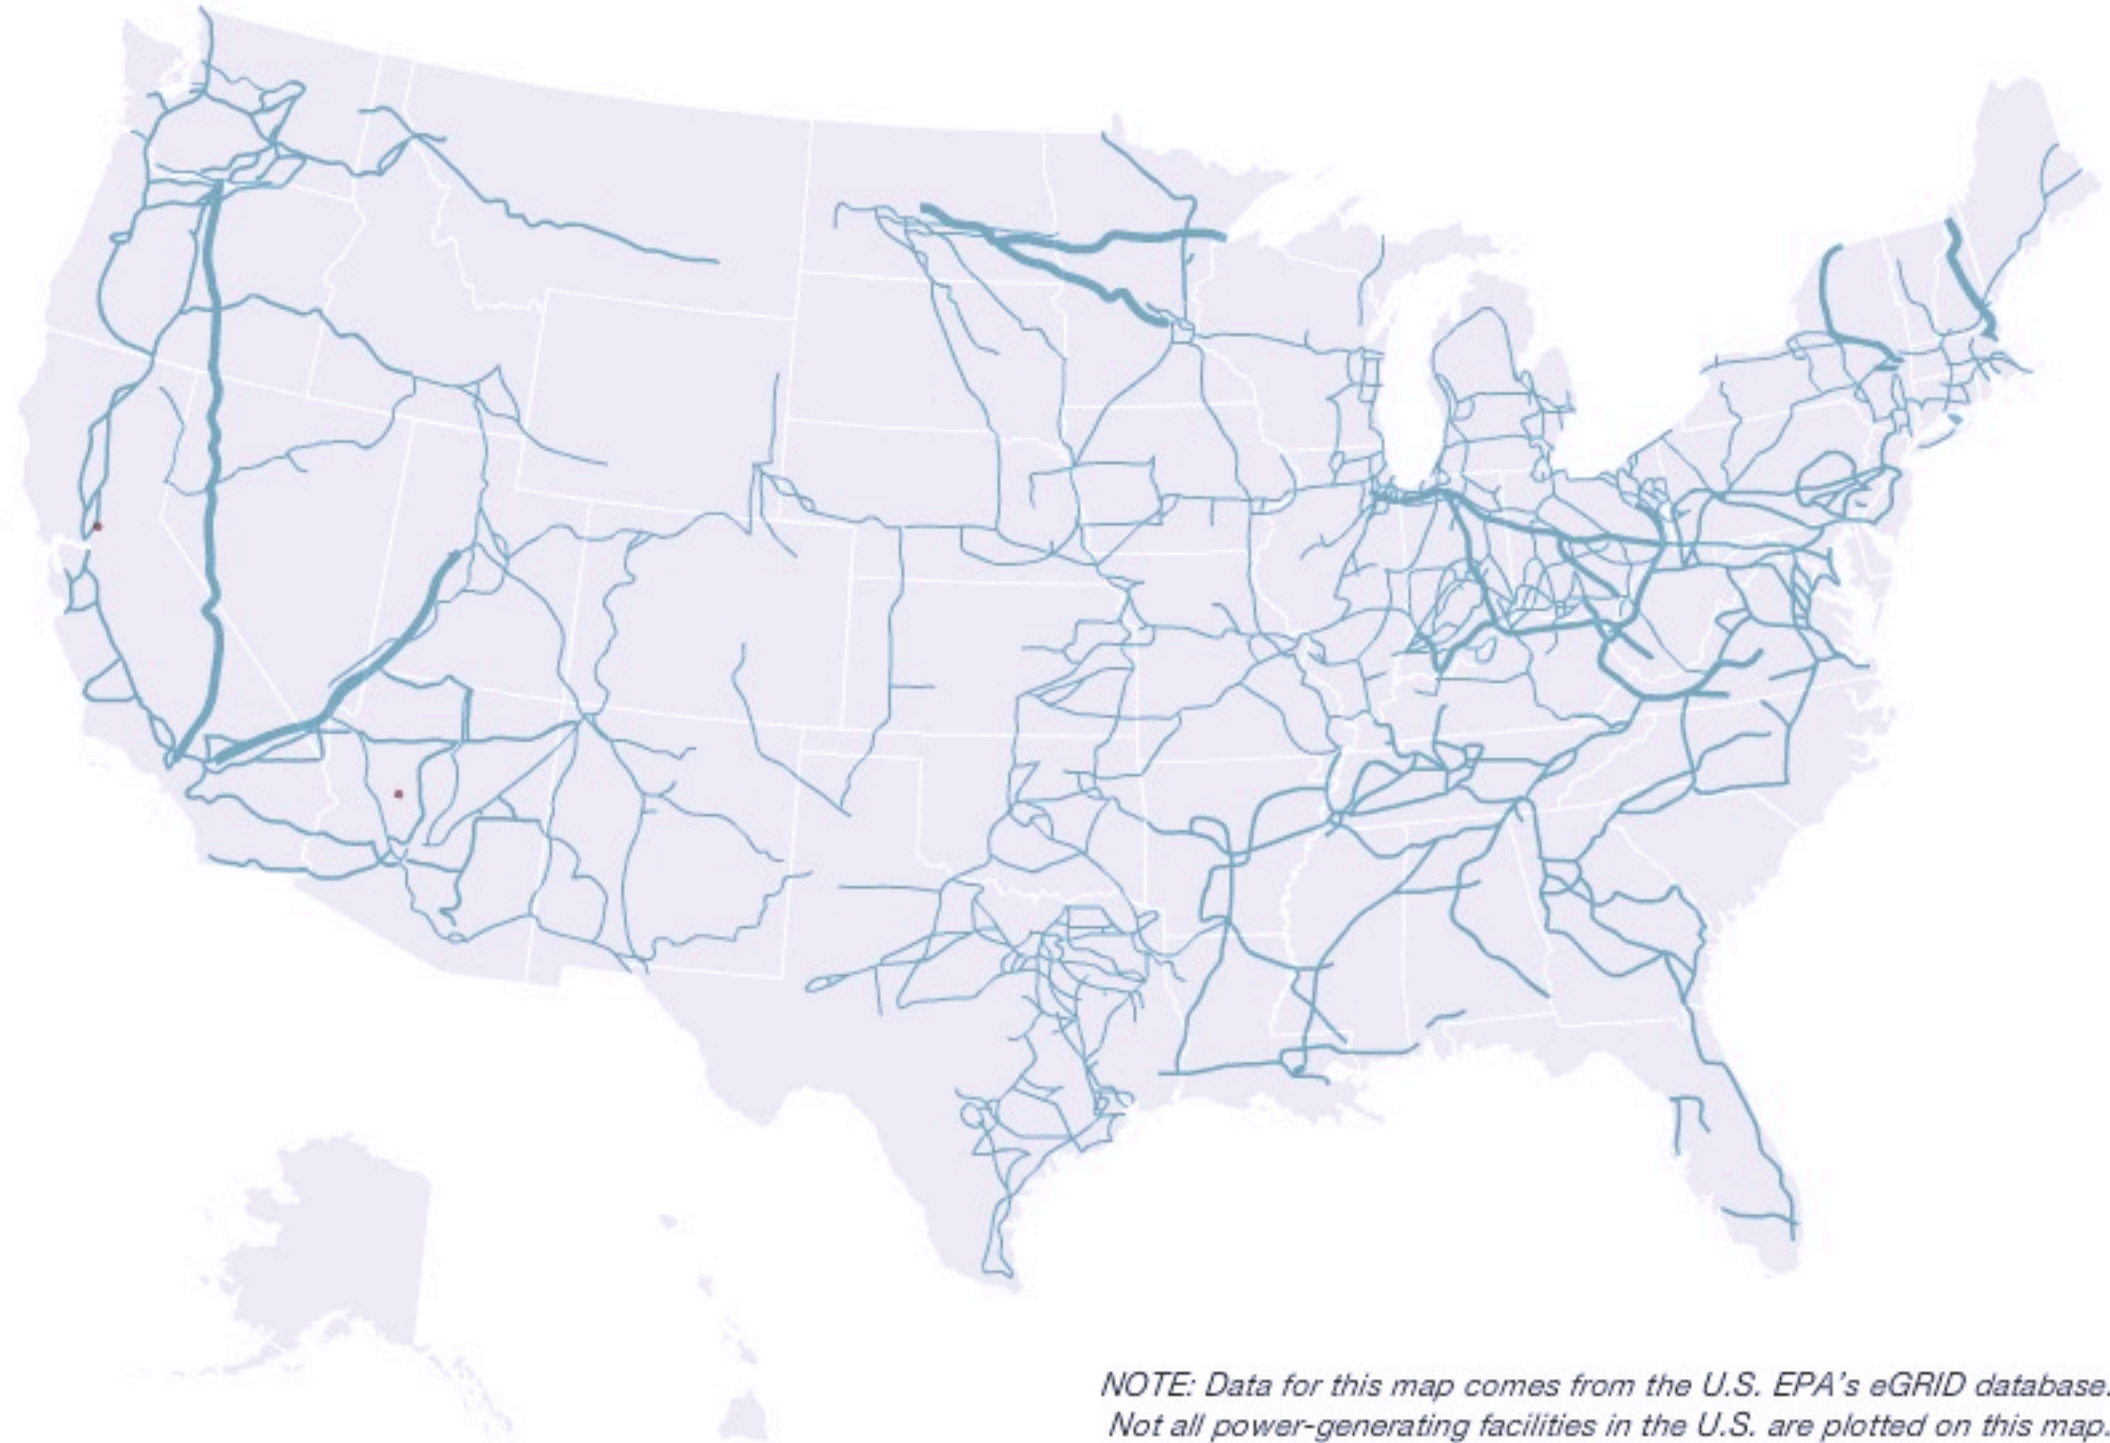 NOTE: Data for this map comes from the U.S. EPA's eGRID database.
Not all power-generating facilities in the U.S. are plotted on this map.